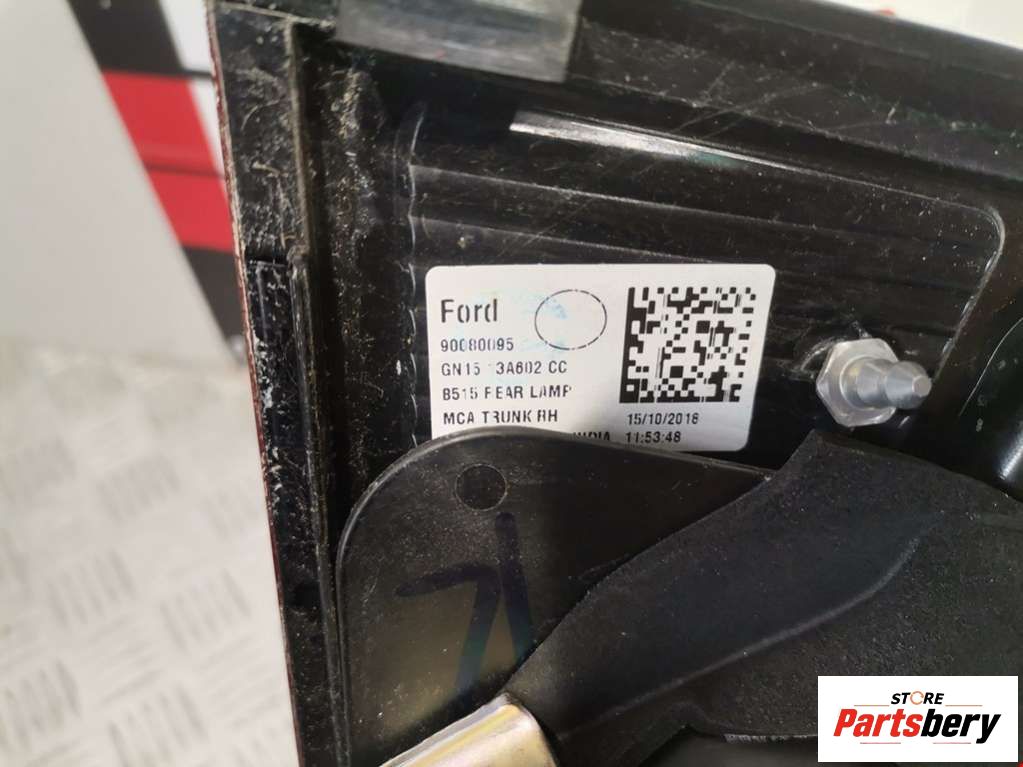 Ford
90080095
GN15 13A602 CC
B515 REAR LAMP
MCA TRUNK RH 15/10/2018
11:53:48
STORE
Partsbery